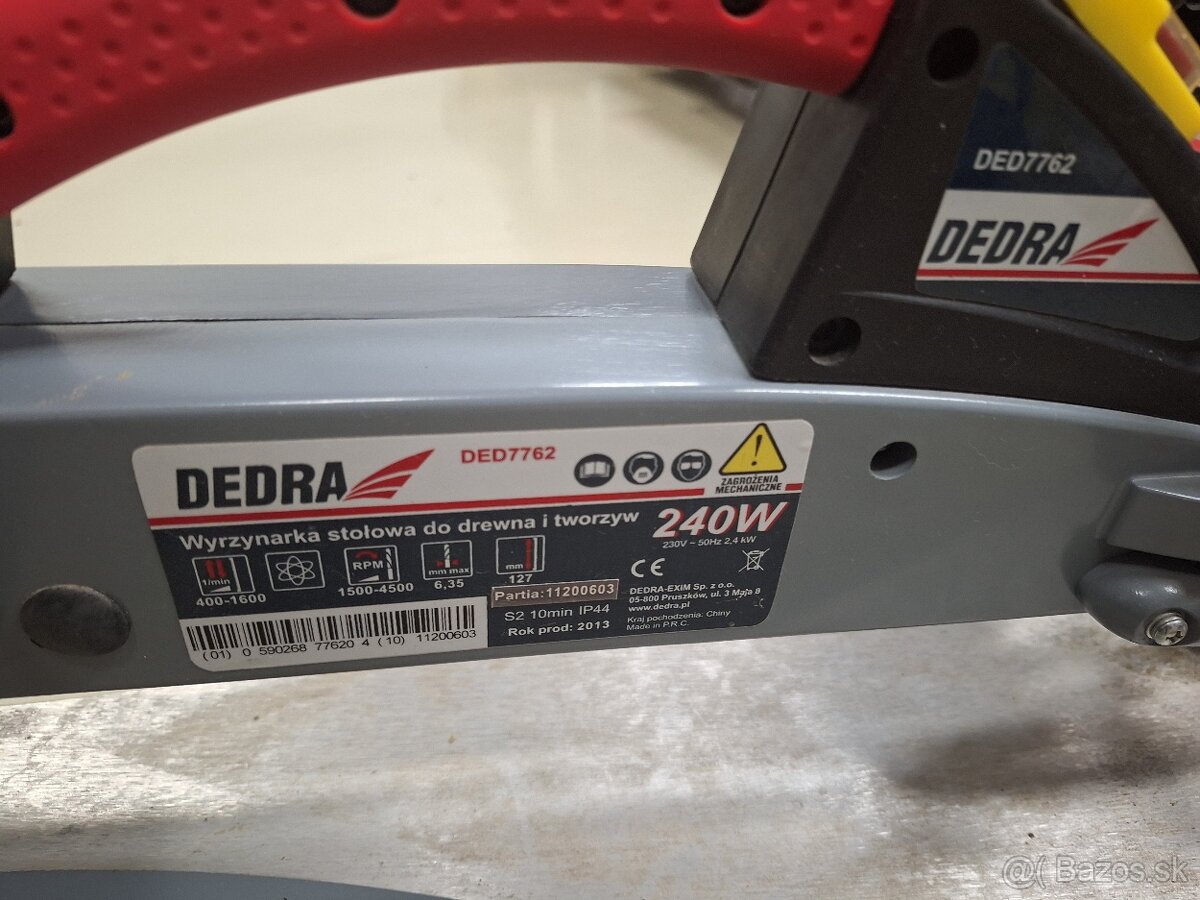 DED7762
DEDRA
DEDRA
DED7762
ZAGROŻENIA
MECHANICZNE
Wyrzynarka stołowa do drewna i tworzyw
240W
230V ~ 50Hz 2,4 kW
1/min
400-1600
RPM
1500-4500
mm max
6,35
mm
127
Partia:11200603
S2 10min IP44
Rok prod: 2013
CE
DEDRA-EXIM Sp. z o.o.
05-800 Pruszków, ul. 3 Maja 8
www.dedra.pl
Kraj pochodzenia: Chiny
Made in P.R.C.
(01) 0 590268 77620 4 (10) 11200603
@( Bazos.sk